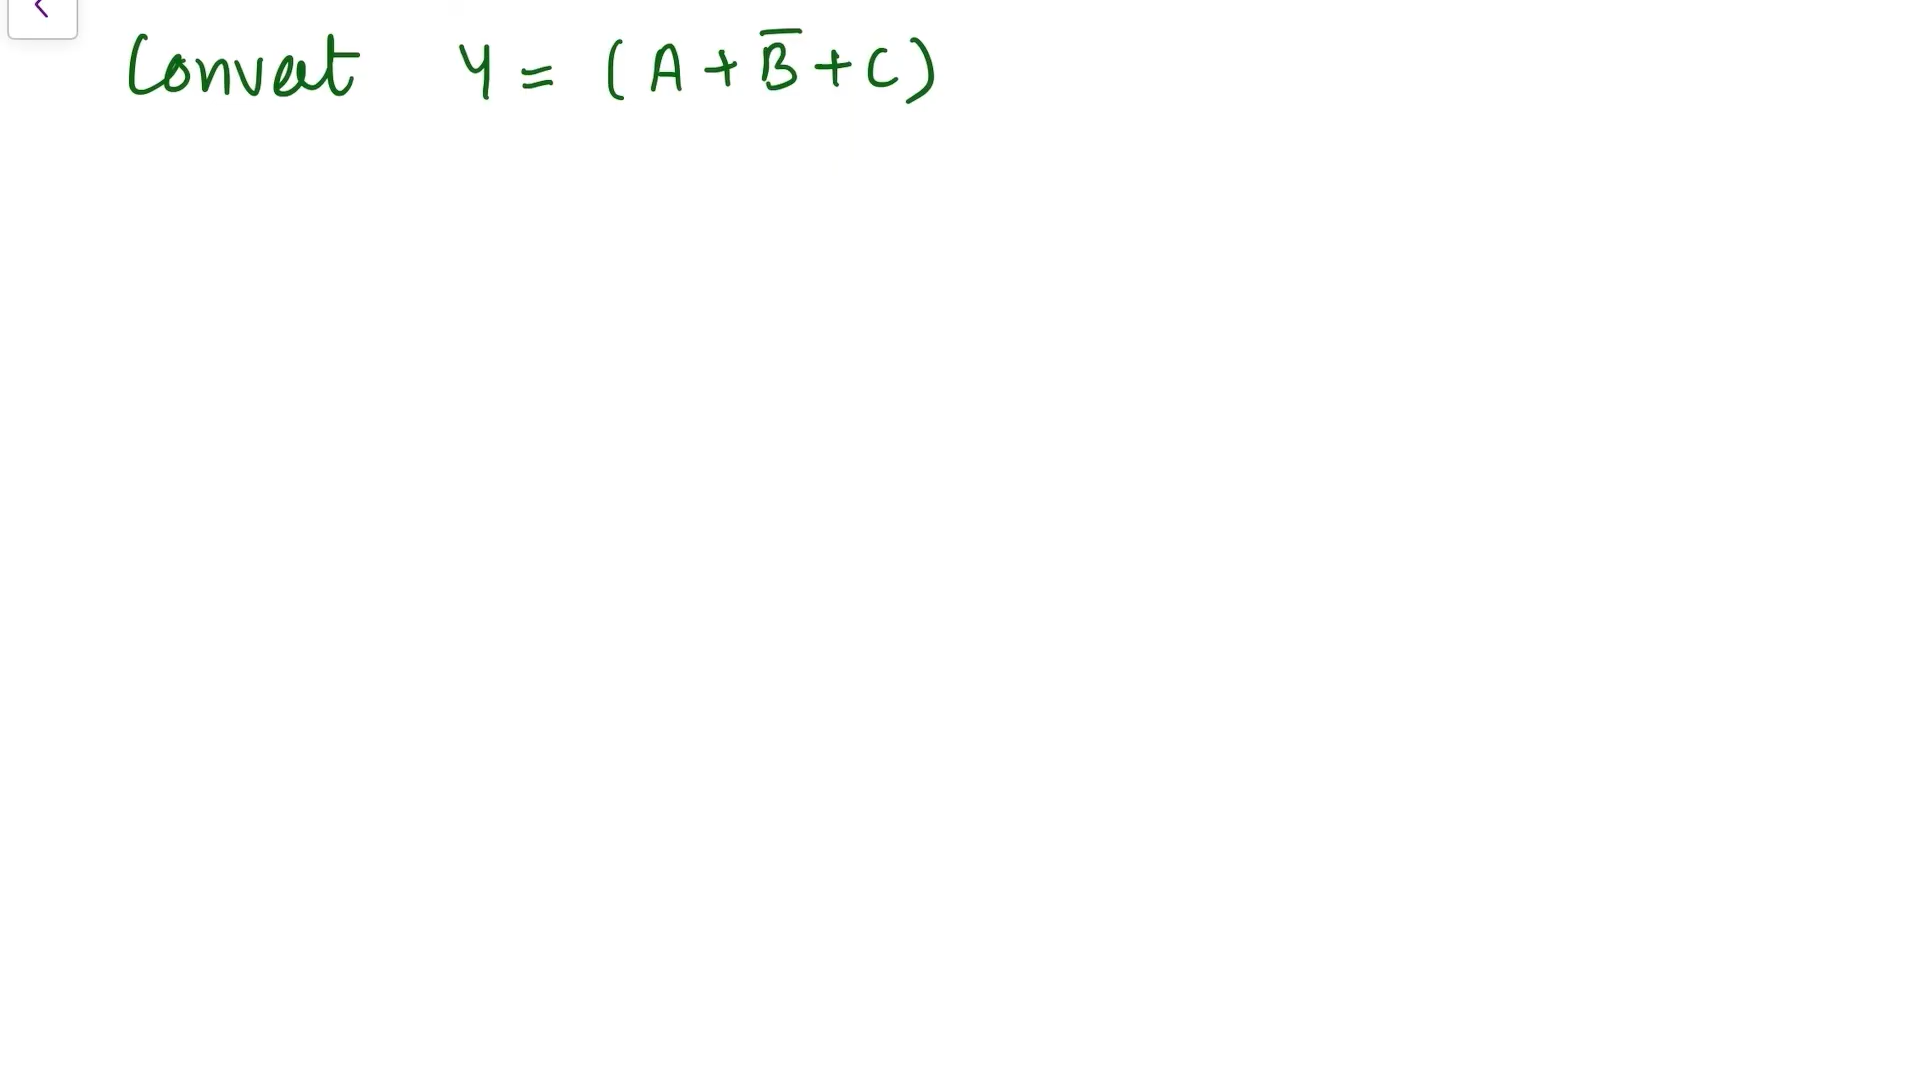 Convert Y = (A + B̅ + C)